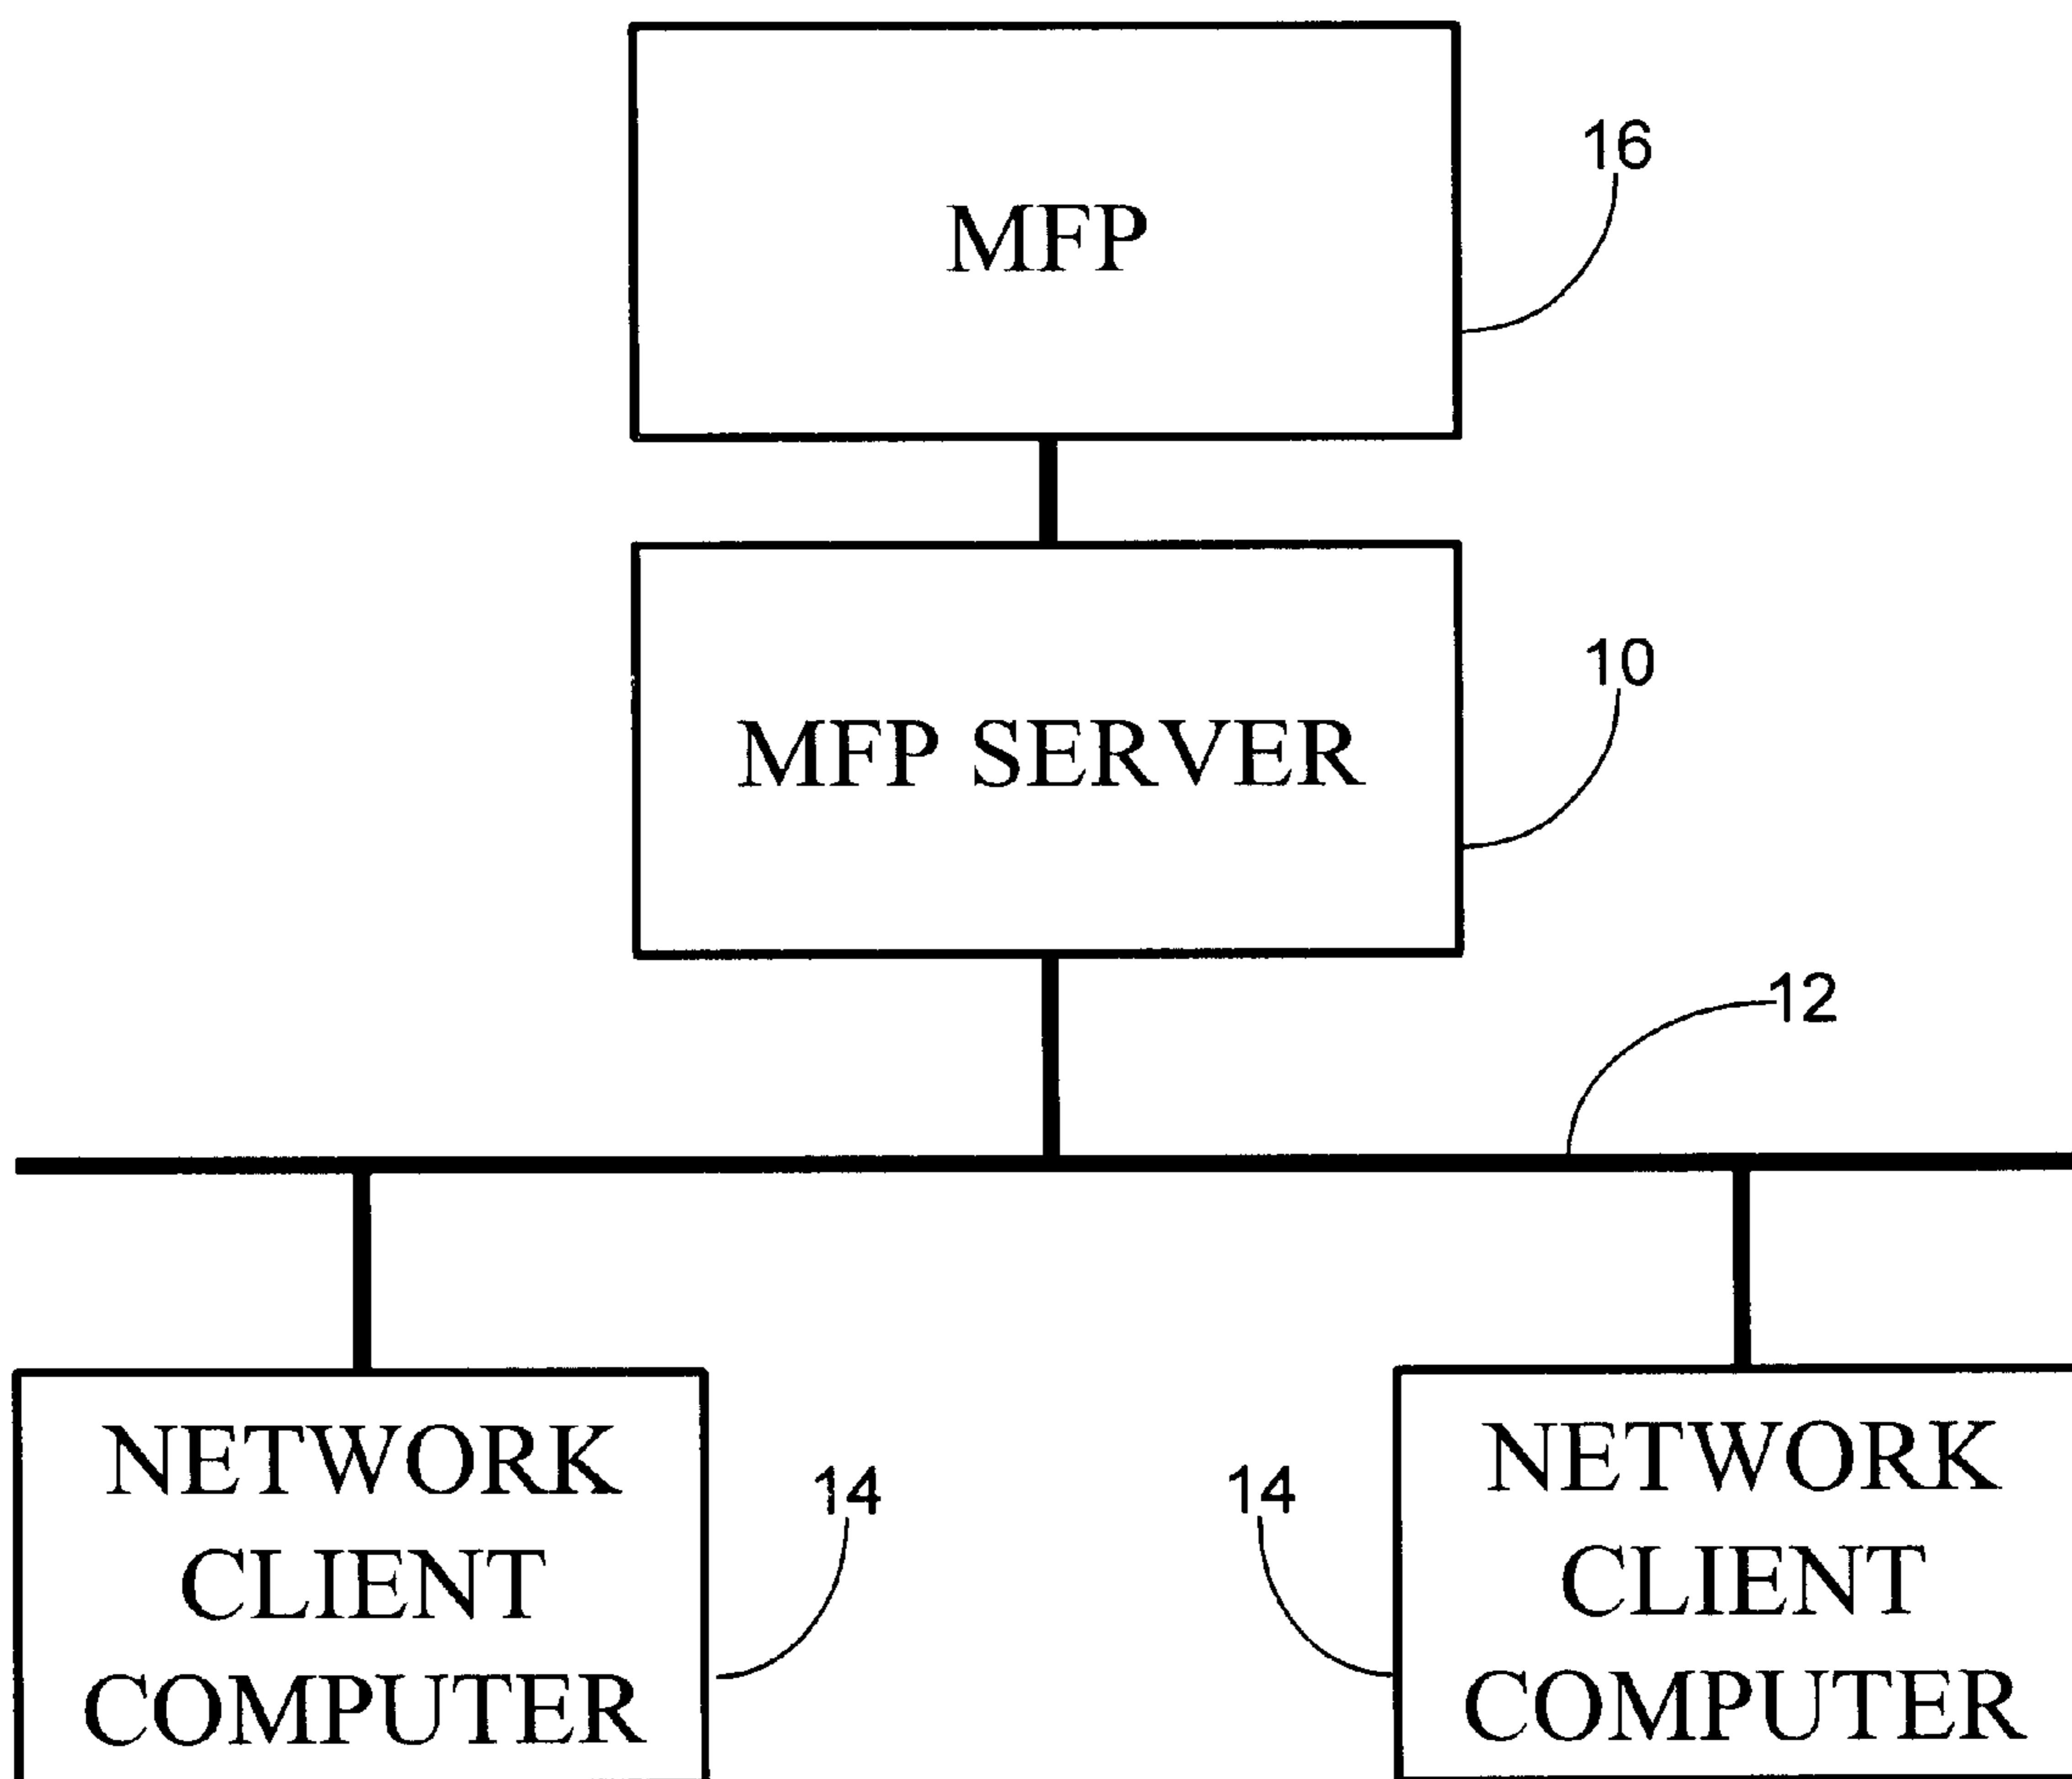 MFP
16
MFP SERVER
10
12
NETWORK
CLIENT
COMPUTER
14
14
NETWORK
CLIENT
COMPUTER